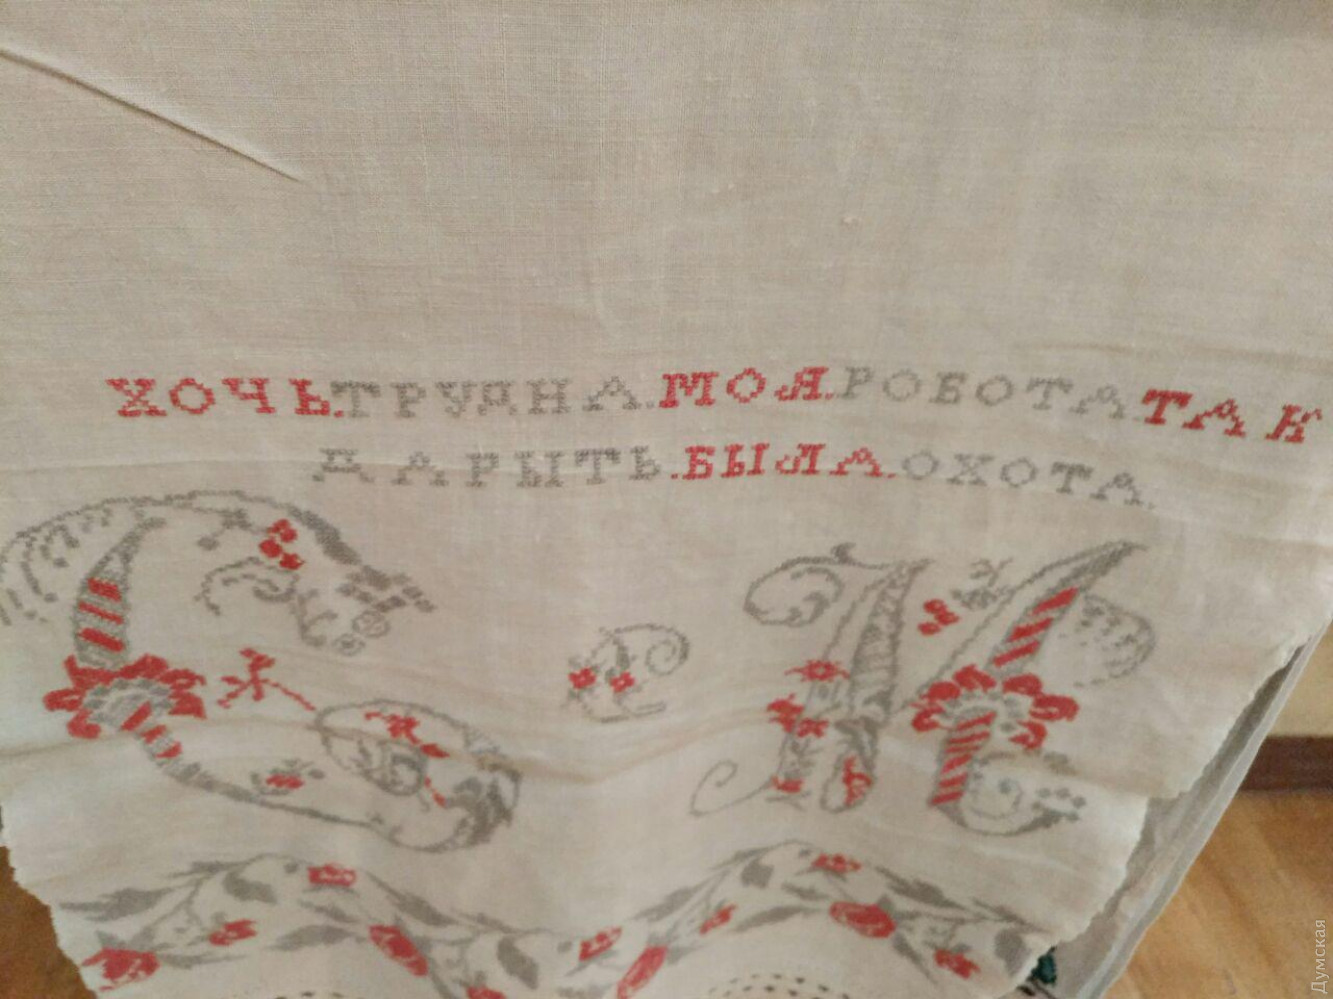 ХОЧЬ.ТРУДНА.МОЯ.РОБОТА.ТАК
ДАРЫТЬ.БЫЛА.ОХОТА.
С М
Думская